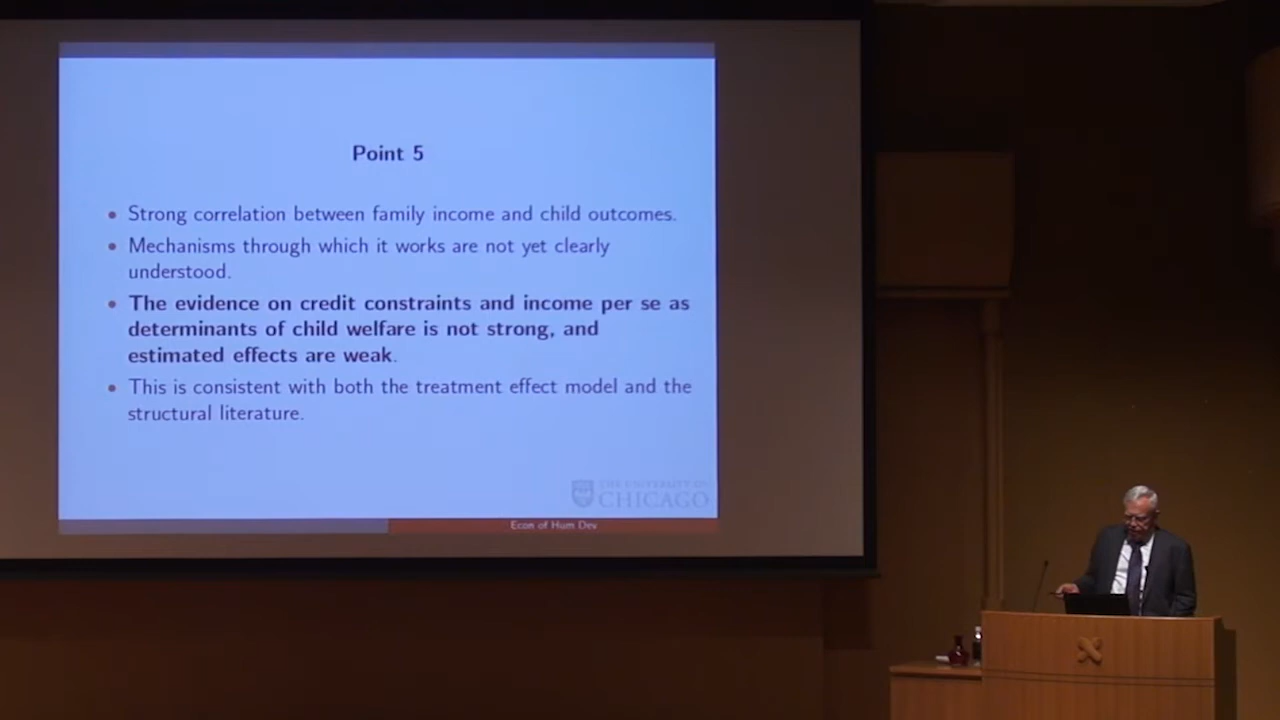 Point 5
Strong correlation between family income and child outcomes.
Mechanisms through which it works are not yet clearly
understood.
The evidence on credit constraints and income per se as
determinants of child welfare is not strong, and
estimated effects are weak.
This is consistent with both the treatment effect model and the
structural literature.
THE UNIVERSITY OF
CHICAGO
Econ of Hum Dev